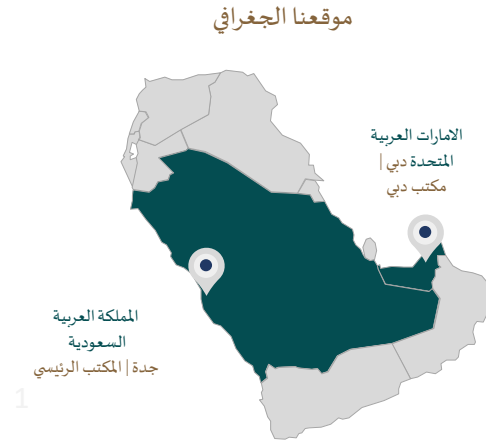 موقعنا الجغرافي
الامارات العربية
المتحدة دبي |
مكتب دبي
المملكة العربية
السعودية
جدة | المكتب الرئيسي
1